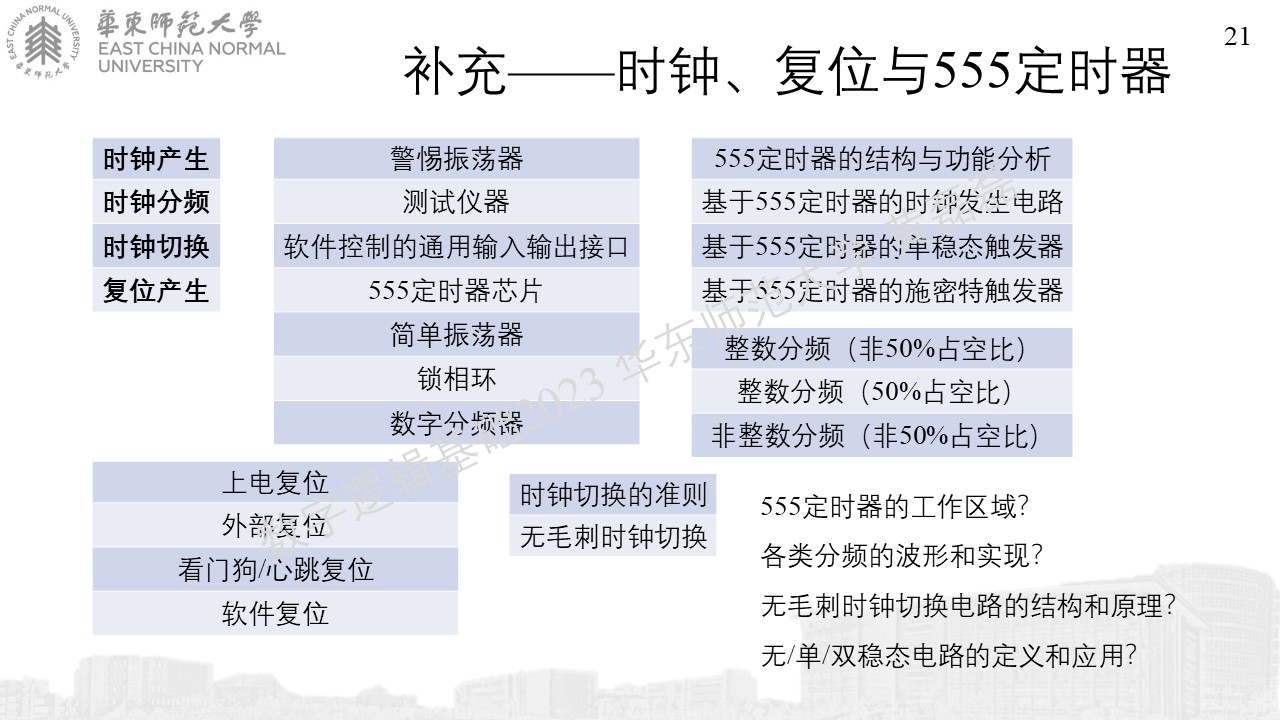 華東師範大學
EAST CHINA NORMAL
UNIVERSITY
21
补充——时钟、复位与555定时器
时钟产生
时钟分频
时钟切换
复位产生
警惕振荡器
测试仪器
软件控制的通用输入输出接口
555定时器芯片
简单振荡器
锁相环
数字分频器
555定时器的结构与功能分析
基于555定时器的时钟发生电路
基于555定时器的单稳态触发器
基于555定时器的施密特触发器
整数分频（非50%占空比）
整数分频（50%占空比）
非整数分频（非50%占空比）
上电复位
外部复位
看门狗/心跳复位
软件复位
时钟切换的准则
无毛刺时钟切换
555定时器的工作区域？
各类分频的波形和实现？
无毛刺时钟切换电路的结构和原理？
无/单/双稳态电路的定义和应用？
数字逻辑基础2023 华东师范大学